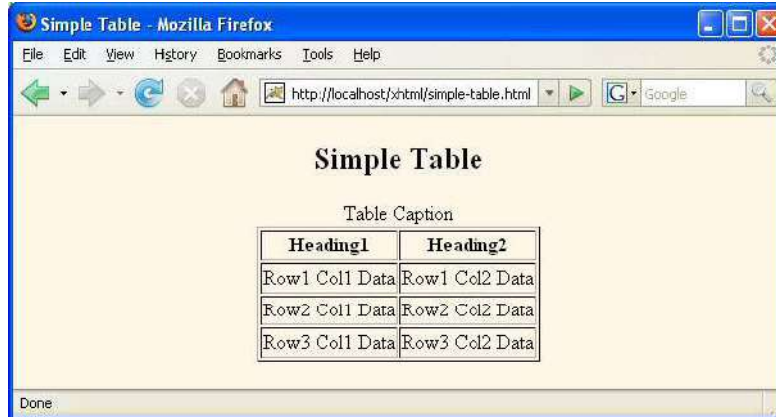 Simple Table - Mozilla Firefox
File Edit View History Bookmarks Tools Help
http://localhost/xhtml/simple-table.html G Google
Simple Table
Table Caption
Heading1 Heading2
Row1 Col1 Data Row1 Col2 Data
Row2 Col1 Data Row2 Col2 Data
Row3 Col1 Data Row3 Col2 Data
Done